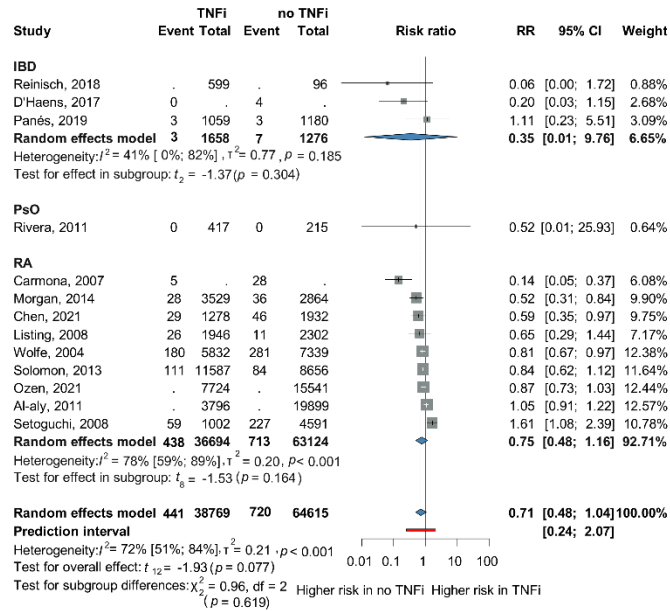 TNFi no TNFi
Study Event Total Event Total Risk ratio RR 95% CI Weight
IBD
Reinisch, 2018 . 599 . 96 0.06 [0.00; 1.72] 0.88%
D'Haens, 2017 0 . 4 . 0.20 [0.03; 1.15] 2.68%
Panés, 2019 3 1059 3 1180 1.11 [0.23; 5.51] 3.09%
Random effects model 3 1658 7 1276 0.35 [0.01; 9.76] 6.65%
Heterogeneity: I² = 41% [ 0%; 82%] , τ² = 0.77 , p = 0.185
Test for effect in subgroup: t₂ = -1.37 (p = 0.304)
PsO
Rivera, 2011 0 417 0 215 0.52 [0.01; 25.93] 0.64%
RA
Carmona, 2007 5 . 28 . 0.14 [0.05; 0.37] 6.08%
Morgan, 2014 28 3529 36 2864 0.52 [0.31; 0.84] 9.90%
Chen, 2021 29 1278 46 1932 0.59 [0.35; 0.97] 9.75%
Listing, 2008 26 1946 11 2302 0.65 [0.29; 1.44] 7.17%
Wolfe, 2004 180 5832 281 7339 0.81 [0.67; 0.97] 12.38%
Solomon, 2013 111 11587 84 8656 0.84 [0.62; 1.12] 11.64%
Ozen, 2021 . 7724 . 15541 0.87 [0.73; 1.03] 12.44%
Al-aly, 2011 . 3796 . 19899 1.05 [0.91; 1.22] 12.57%
Setoguchi, 2008 59 1002 227 4591 1.61 [1.08; 2.39] 10.78%
Random effects model 438 36694 713 63124 0.75 [0.48; 1.16] 92.71%
Heterogeneity: I² = 78% [59%; 89%] , τ² = 0.20 , p < 0.001
Test for effect in subgroup: t₈ = -1.53 (p = 0.164)
Random effects model 441 38769 720 64615 0.71 [0.48; 1.04] 100.00%
Prediction interval [0.24; 2.07]
Heterogeneity: I² = 72% [51%; 84%] , τ² = 0.21 , p < 0.001
0.01 0.1 1 10 100
Test for overall effect: t₁₂ = -1.93 (p = 0.077)
Test for subgroup differences: χ²₂ = 0.96, df = 2 (p = 0.619)
Higher risk in no TNFi Higher risk in TNFi